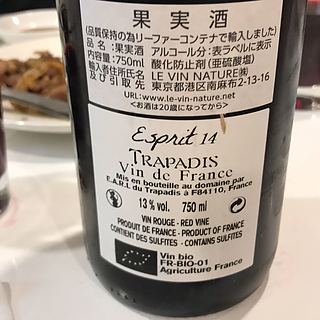 果実酒
(品質保持の為リーファーコンテナで輸入しました)
品名:果実酒 アルコール分:表ラベルに表示
内容量:750ml 酸化防止剤(亜硫酸塩)
輸入者住所氏名 LE VIN NATURE㈱
及び引取先 東京都港区南麻布2-13-16
URL:www.le-vin-nature.net
<お酒は20歳になってから>
Esprit 14
TRAPADIS
Vin de France
Mis en bouteille au domaine par
E.A.R.L du Trapadis à F84110, France
13 % vol. 750 ml
VIN ROUGE - RED VINE
PRODUIT DE FRANCE - PRODUCT OF FRANCE
CONTIENT DES SULFITES - CONTAINS SULFITES
Vin bio
FR-BIO-01
Agriculture France